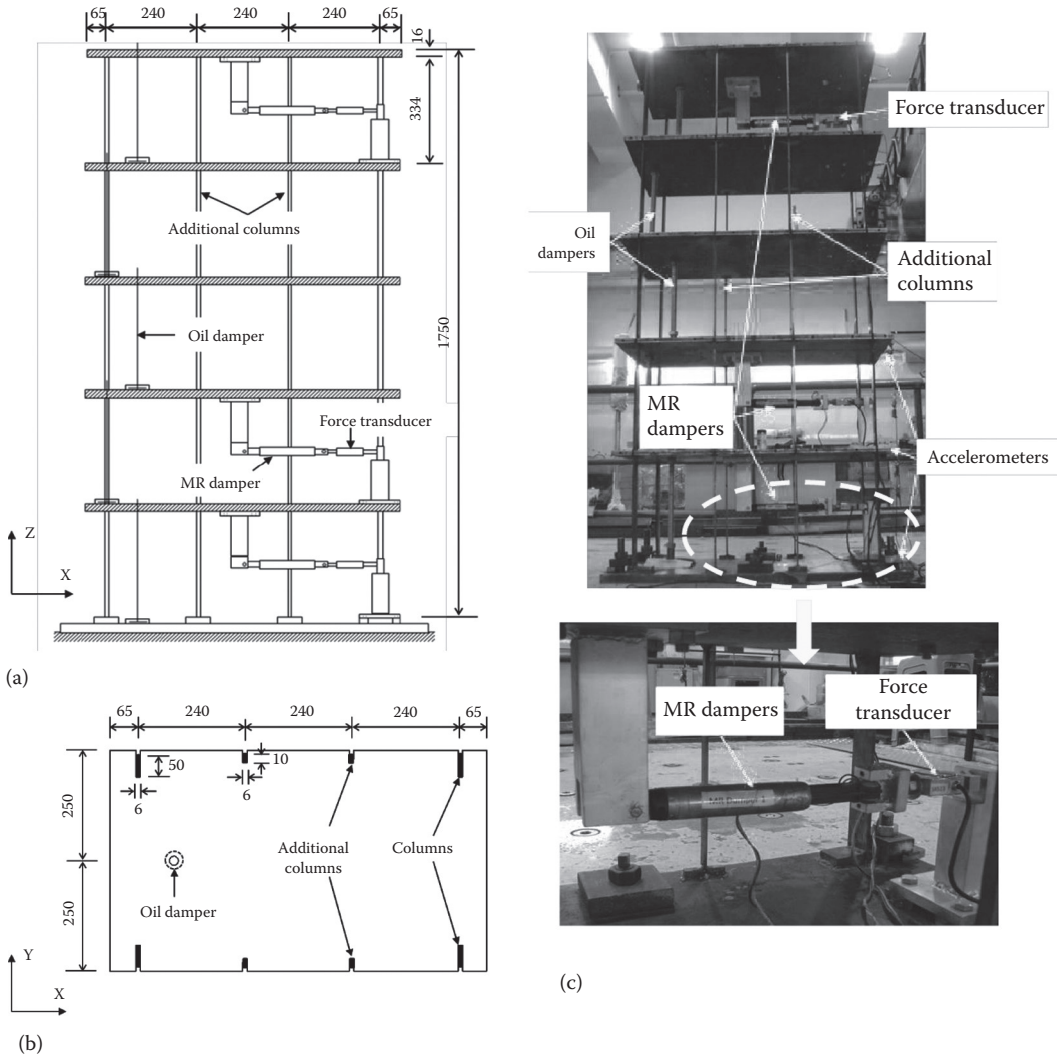 65
240
240
240
65
16
334
Additional columns
Oil damper
1750
Force transducer
MR damper
Z
X
(a)
65
240
240
240
65
50
10
6
6
250
250
Additional
columns
Columns
Oil damper
Y
X
(b)
Force transducer
Oil
dampers
Additional
columns
MR
dampers
Accelerometers
MR dampers
Force
transducer
(c)